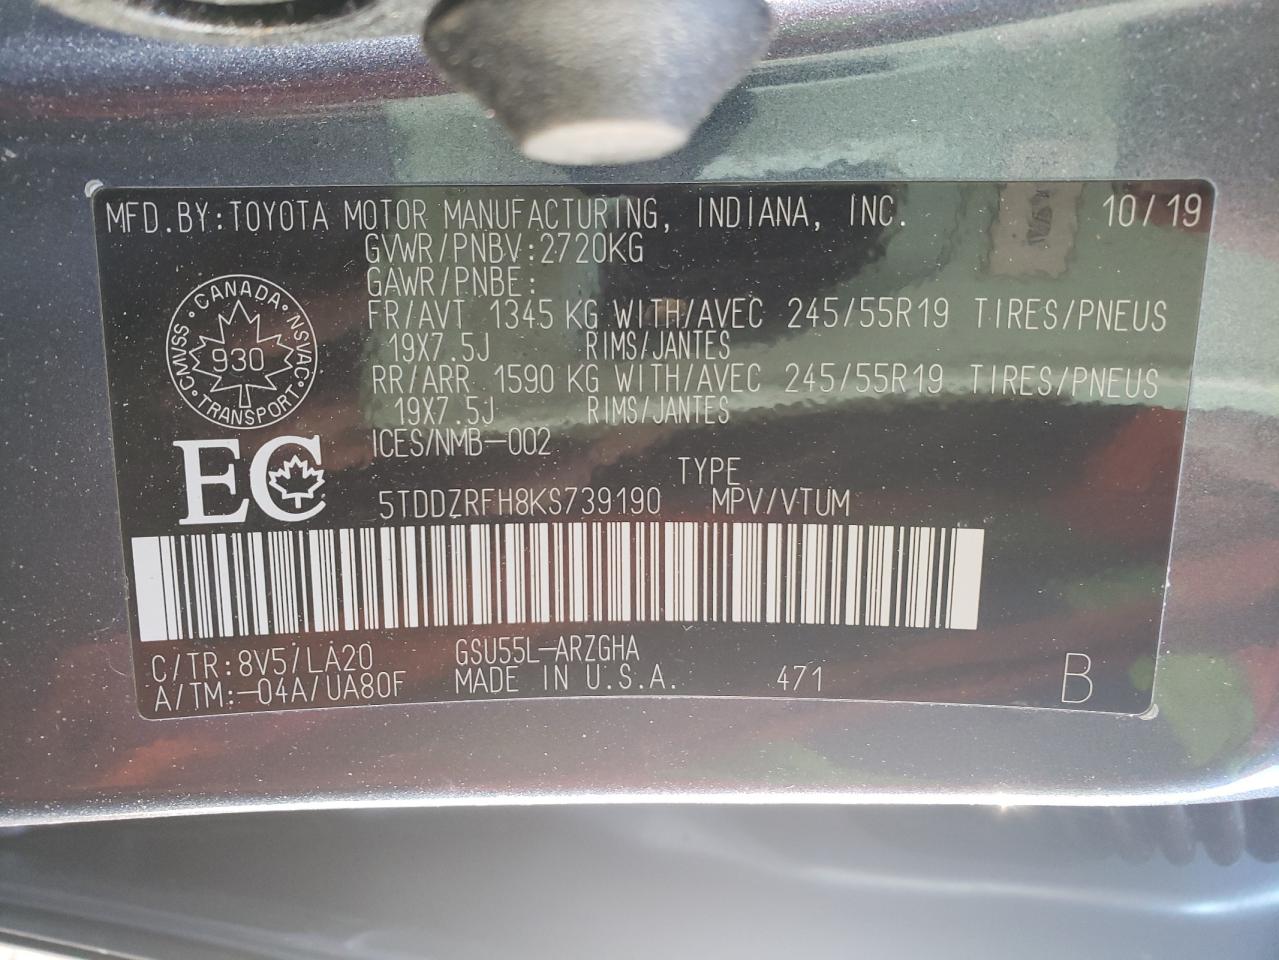 MFD.BY:TOYOTA MOTOR MANUFACTURING, INDIANA, INC. 10/19
GVWR/PNBV:2720KG
GAWR/PNBE:
FR/AVT 1345 KG WITH/AVEC 245/55R19 TIRES/PNEUS
19X7.5J RIMS/JANTES
RR/ARR 1590 KG WITH/AVEC 245/55R19 TIRES/PNEUS
19X7.5J RIMS/JANTES
CANADA · NSVAC · TRANSPORT · CMVSS
930
ICES/NMB-002
EC
TYPE
5TDDZRFH8KS739190 MPV/VTUM
C/TR:8V5/LA20 GSU55L-ARZGHA
A/TM:-04A/UA80F MADE IN U.S.A. 471 B